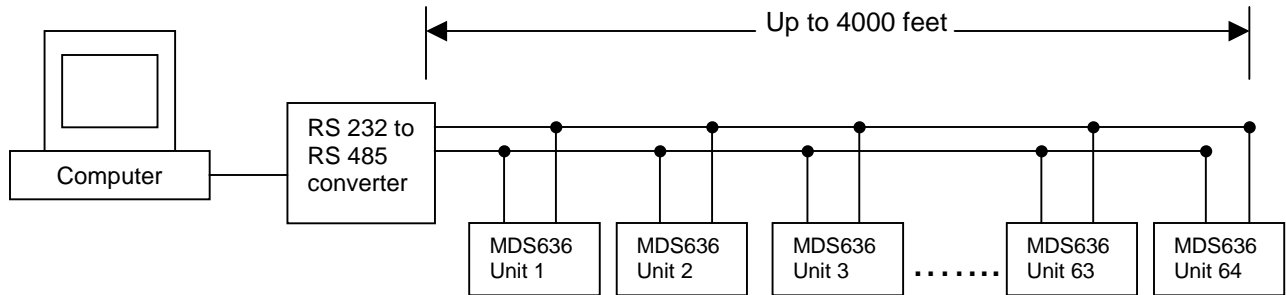 Up to 4000 feet
Computer
RS 232 to
RS 485
converter
MDS636
Unit 1
MDS636
Unit 2
MDS636
Unit 3
.......
MDS636
Unit 63
MDS636
Unit 64